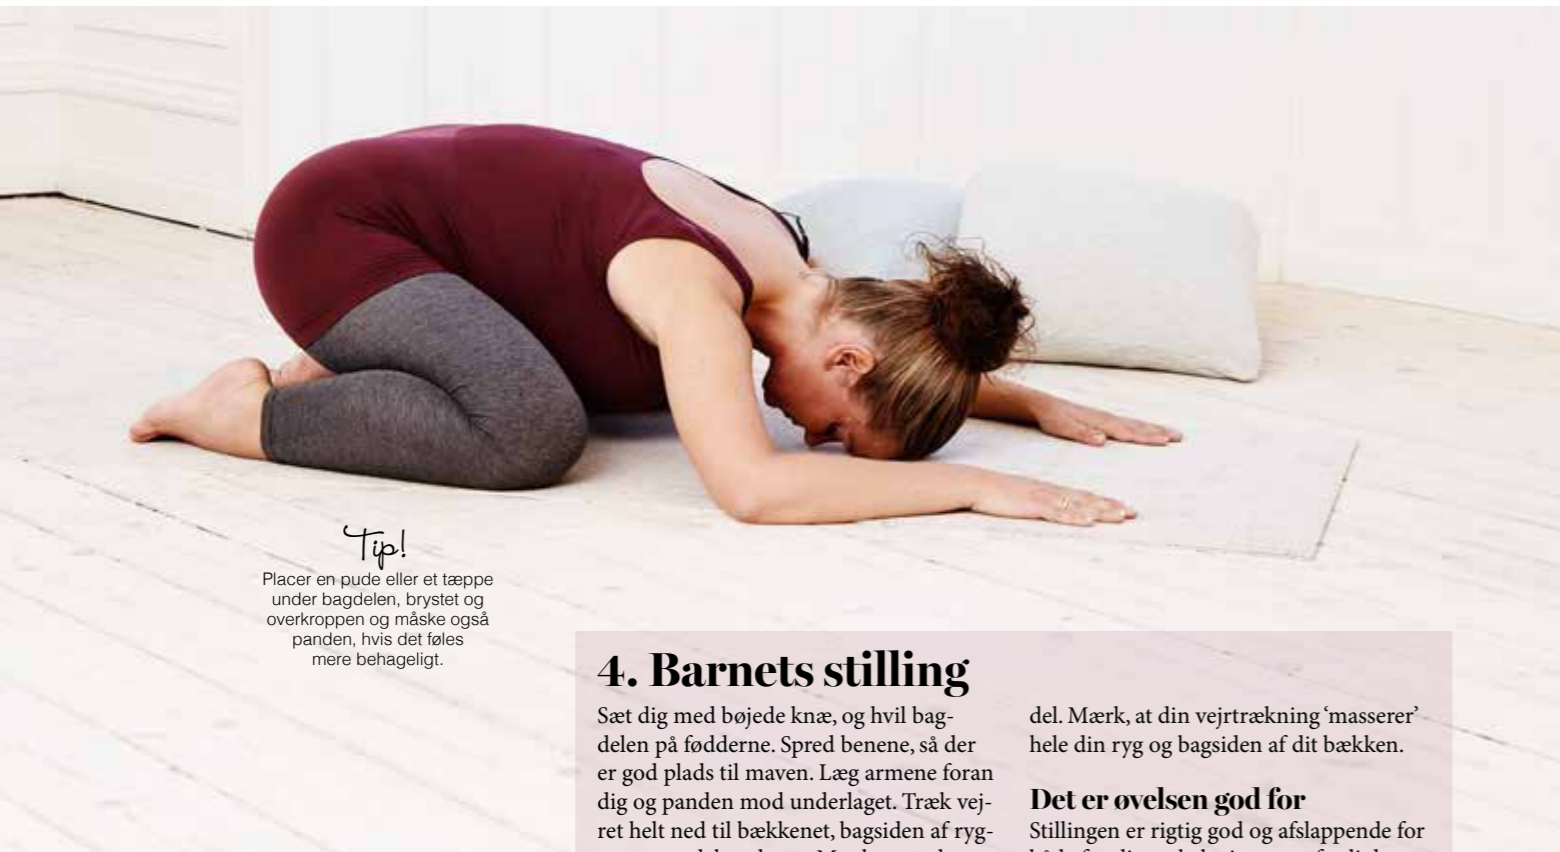 Tip!
Placer en pude eller et tæppe
under bagdelen, brystet og
overkroppen og måske også
panden, hvis det føles
mere behageligt.
4. Barnets stilling
Sæt dig med bøjede knæ, og hvil bag-
delen på fødderne. Spred benene, så der
er god plads til maven. Læg armene foran
dig og panden mod underlaget. Træk vej-
ret helt ned til bækkenet, bagsiden af ryg-
del. Mærk, at din vejrtrækning ‘masserer’
hele din ryg og bagsiden af dit bækken.
Det er øvelsen god for
Stillingen er rigtig god og afslappende for